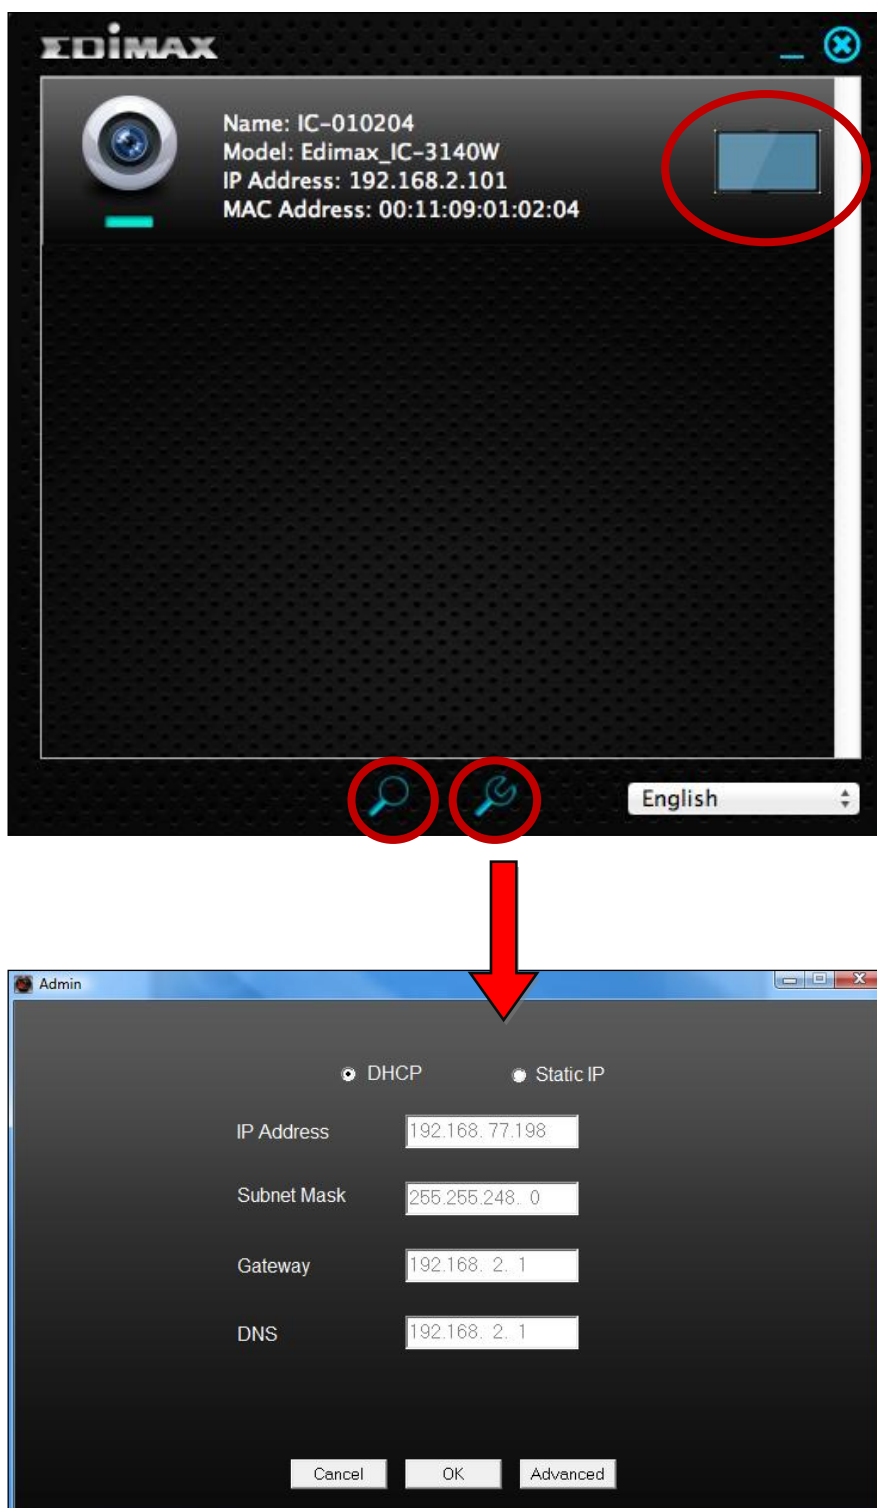 EDiMAX
Name: IC-010204
Model: Edimax_IC-3140W
IP Address: 192.168.2.101
MAC Address: 00:11:09:01:02:04
English
Admin
DHCP Static IP
IP Address 192.168. 77.198
Subnet Mask 255.255.248. 0
Gateway 192.168. 2. 1
DNS 192.168. 2. 1
Cancel OK Advanced